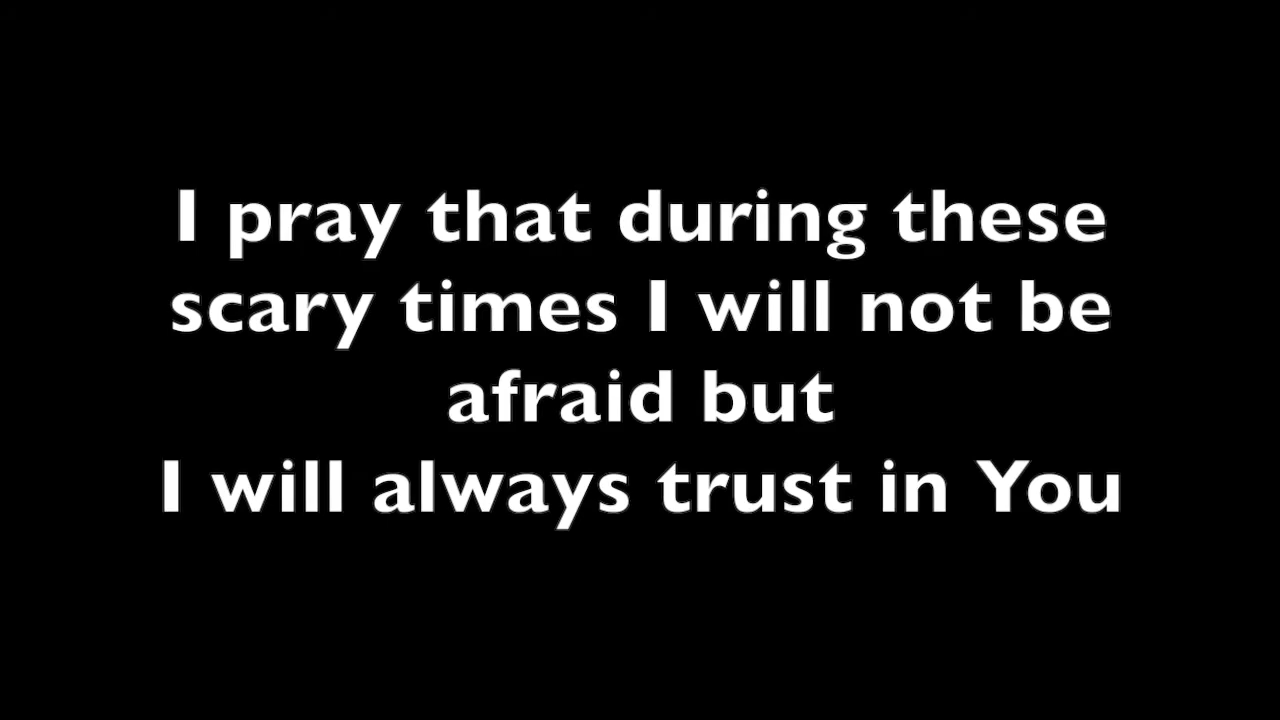 I pray that during these
scary times I will not be
afraid but
I will always trust in You